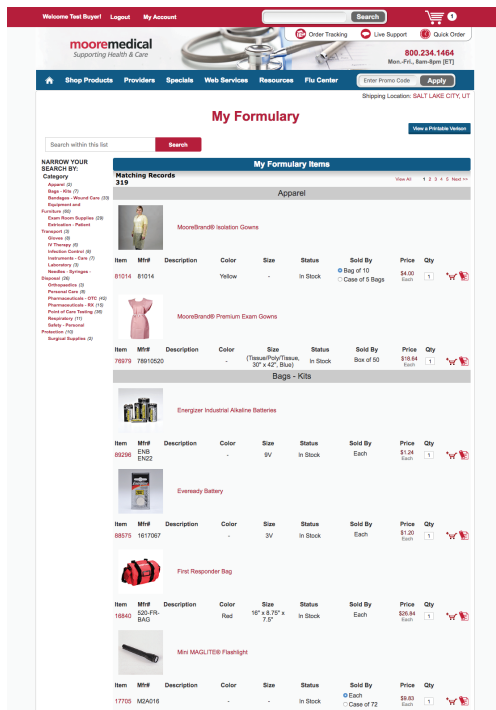 Welcome Test Buyer! Logout My Account Search 1
Order Tracking Live Support Quick Order
mooremedical
Supporting Health & Care
800.234.1464
Mon.-Fri., 8am-8pm [ET]
Shop Products Providers Specials Web Services Resources Flu Center Enter Promo Code Apply
Shipping Location: SALT LAKE CITY, UT
My Formulary
View a Printable Verison
Search within this list Search
NARROW YOUR
SEARCH BY:
Category
Apparel (2)
Bags - Kits (7)
Bandages - Wound Care (33)
Equipment and
Furniture (60)
Exam Room Supplies (29)
Extrication - Patient
Transport (3)
Gloves (9)
IV Therapy (6)
Infection Control (9)
Instruments - Care (7)
Laboratory (3)
Needles - Syringes -
Disposal (26)
Orthopaedics (3)
Personal Care (5)
Pharmaceuticals - OTC (45)
Pharmaceuticals - RX (15)
Point of Care Testing (36)
Respiratory (11)
Safety - Personal
Protection (10)
Surgical Supplies (2)
My Formulary Items
Matching Records
319
View All 1 2 3 4 5 Next >>
Apparel
MooreBrand® Isolation Gowns
Item Mfr# Description Color Size Status Sold By Price Qty
81014 81014 Yellow - In Stock Bag of 10 $4.00 1
Case of 5 Bags Each
MooreBrand® Premium Exam Gowns
Item Mfr# Description Color Size Status Sold By Price Qty
76979 78910520 - (Tissue/Poly/Tissue, In Stock Box of 50 $16.64 1
30" x 42", Blue) Each
Bags - Kits
Energizer Industrial Alkaline Batteries
Item Mfr# Description Color Size Status Sold By Price Qty
89296 ENB - 9V In Stock Each $1.24 1
EN22 Each
Eveready Battery
Item Mfr# Description Color Size Status Sold By Price Qty
88575 1617067 - 3V In Stock Each $1.20 1
Each
First Responder Bag
Item Mfr# Description Color Size Status Sold By Price Qty
16840 520-FR- Red 16" x 8.75" x In Stock Each $26.64 1
BAG 7.5" Each
Mini MAGLITE® Flashlight
Item Mfr# Description Color Size Status Sold By Price Qty
17705 M2A016 - - In Stock Each $9.83 1
Case of 72 Each